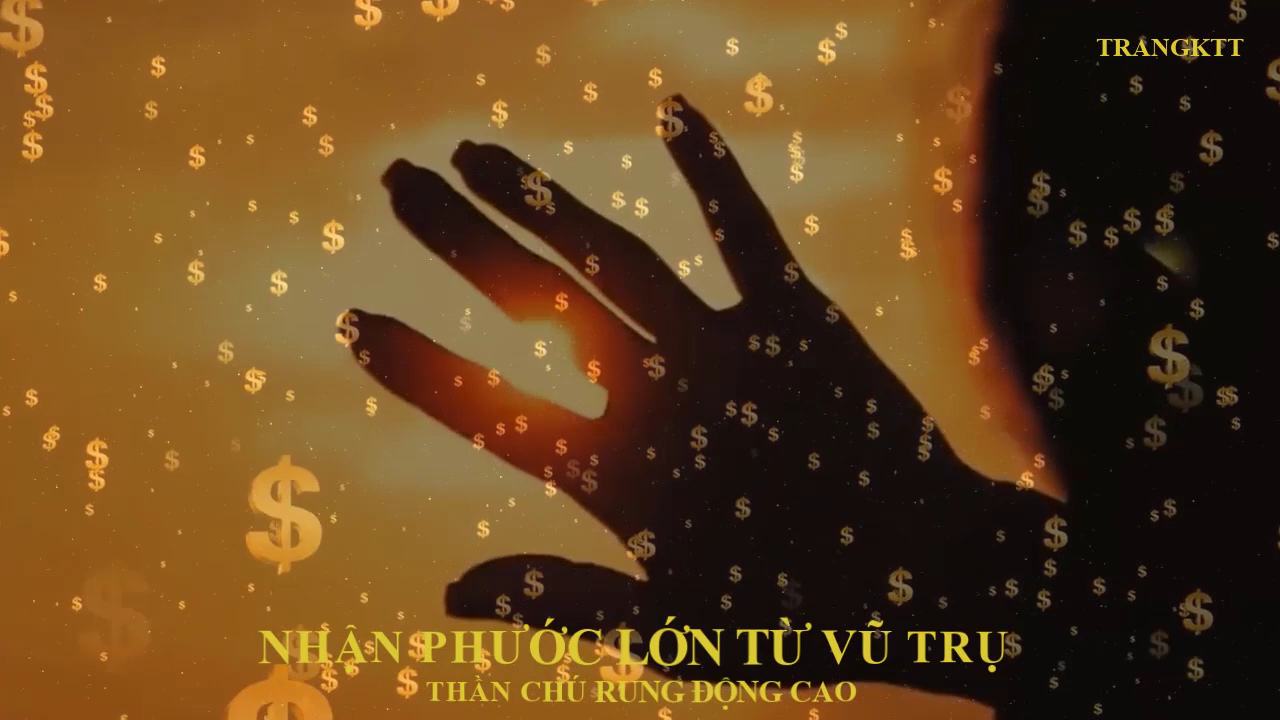 TRANGKTT
NHẬN PHƯỚC LỚN TỪ VŨ TRỤ
THẦN CHÚ RUNG ĐỘNG CAO